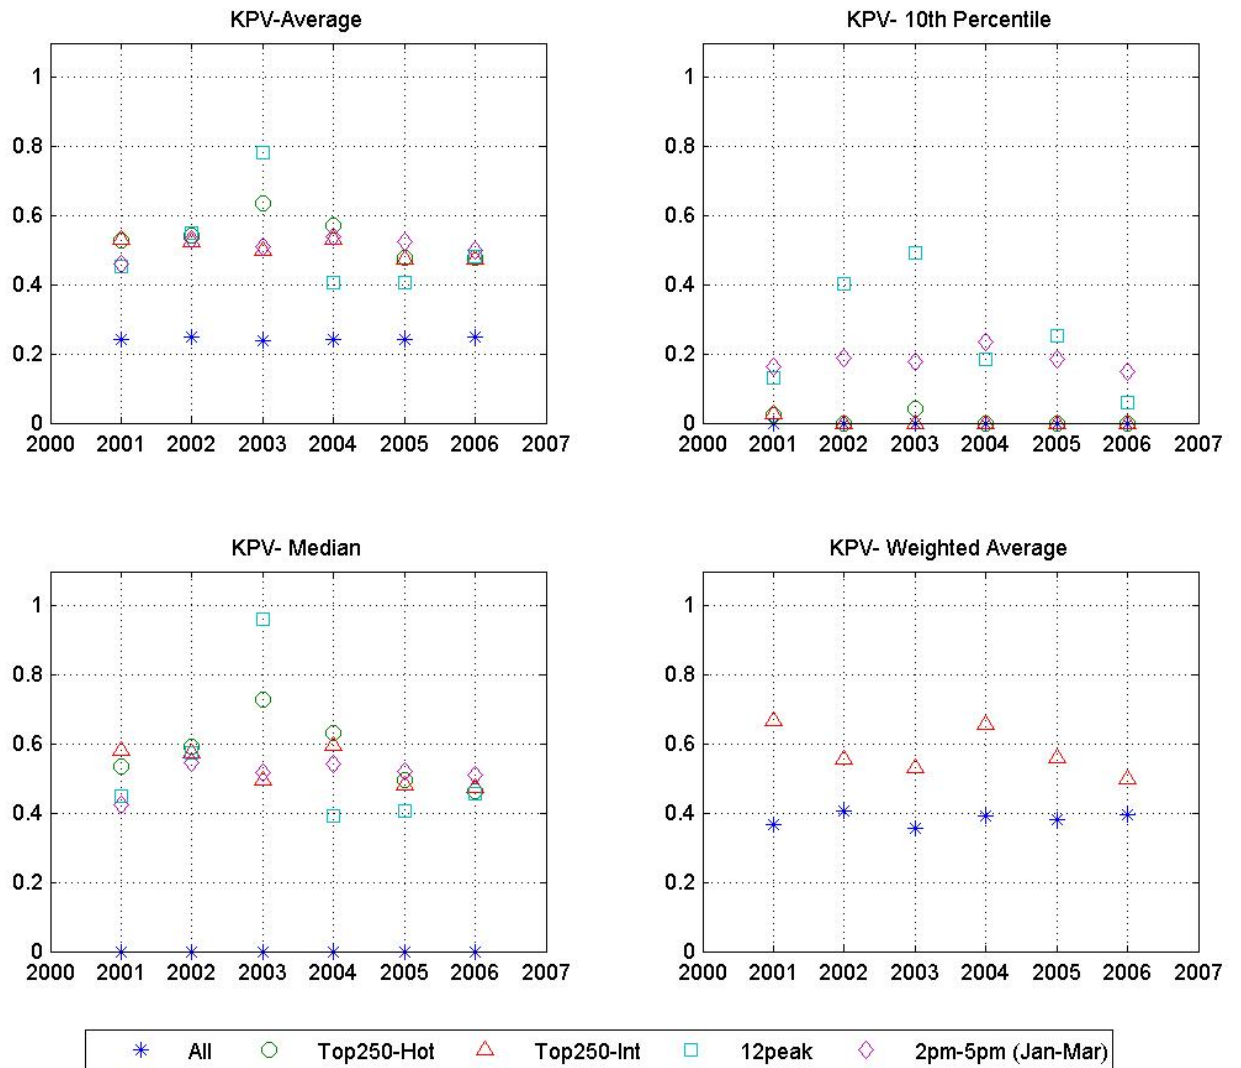 KPV-Average
KPV- 10th Percentile
1
0.8
0.6
0.4
0.2
0
2000 2001 2002 2003 2004 2005 2006 2007
1
0.8
0.6
0.4
0.2
0
2000 2001 2002 2003 2004 2005 2006 2007
KPV- Median
KPV- Weighted Average
1
0.8
0.6
0.4
0.2
0
2000 2001 2002 2003 2004 2005 2006 2007
1
0.8
0.6
0.4
0.2
0
2000 2001 2002 2003 2004 2005 2006 2007
All Top250-Hot Top250-Int 12peak 2pm-5pm (Jan-Mar)